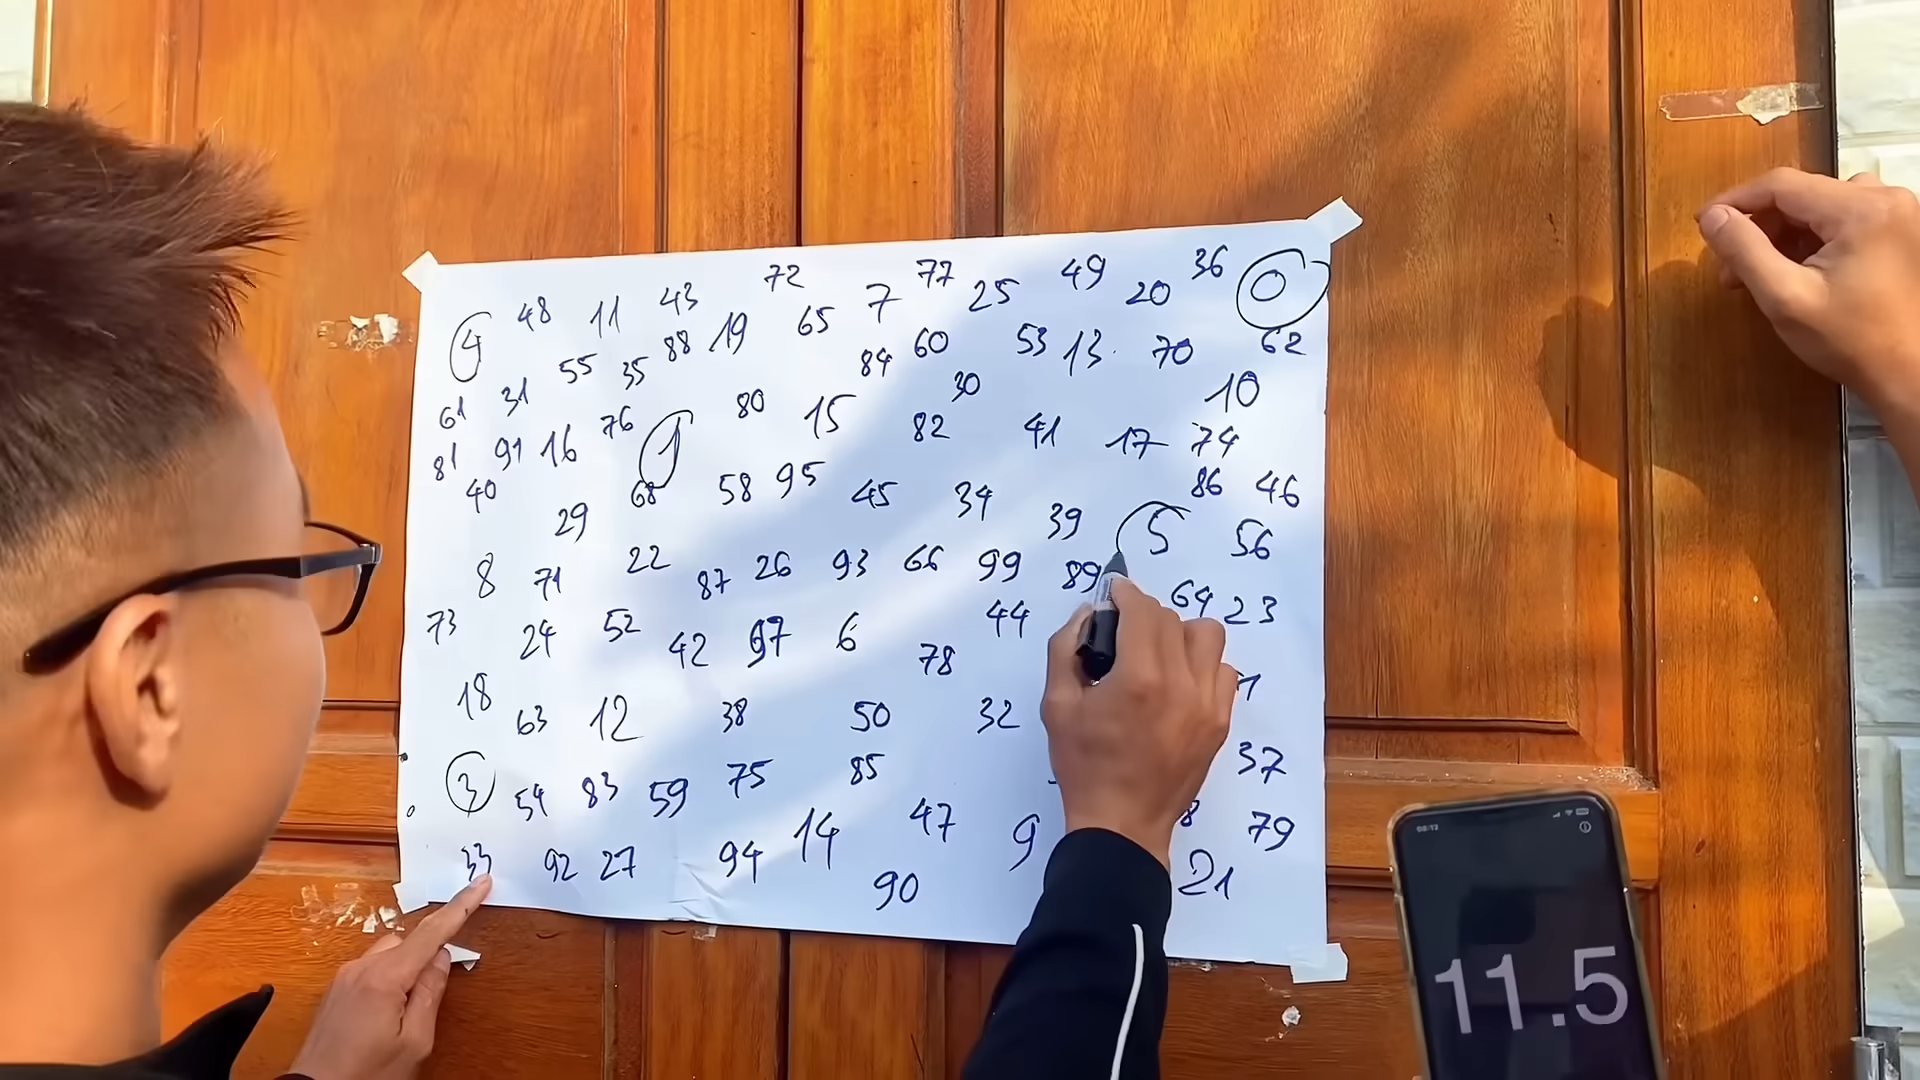 72 77 25 49 20 36 0
4 48 11 43 88 19 65 7
55 35 84 60 53 13 70 62
61 31 76 80 15 30 10
81 91 16 1 82 41 17 74
40 68 58 95 45 34 86 46
29 22 39 5 56
8 71 87 26 93 66 99 89
73 24 52 42 97 6 44 64 23
18 78
63 12 38 50 32
3 54 83 59 75 85 37
14 47 9 79
33 92 27 94 90 21
08:12
11.5